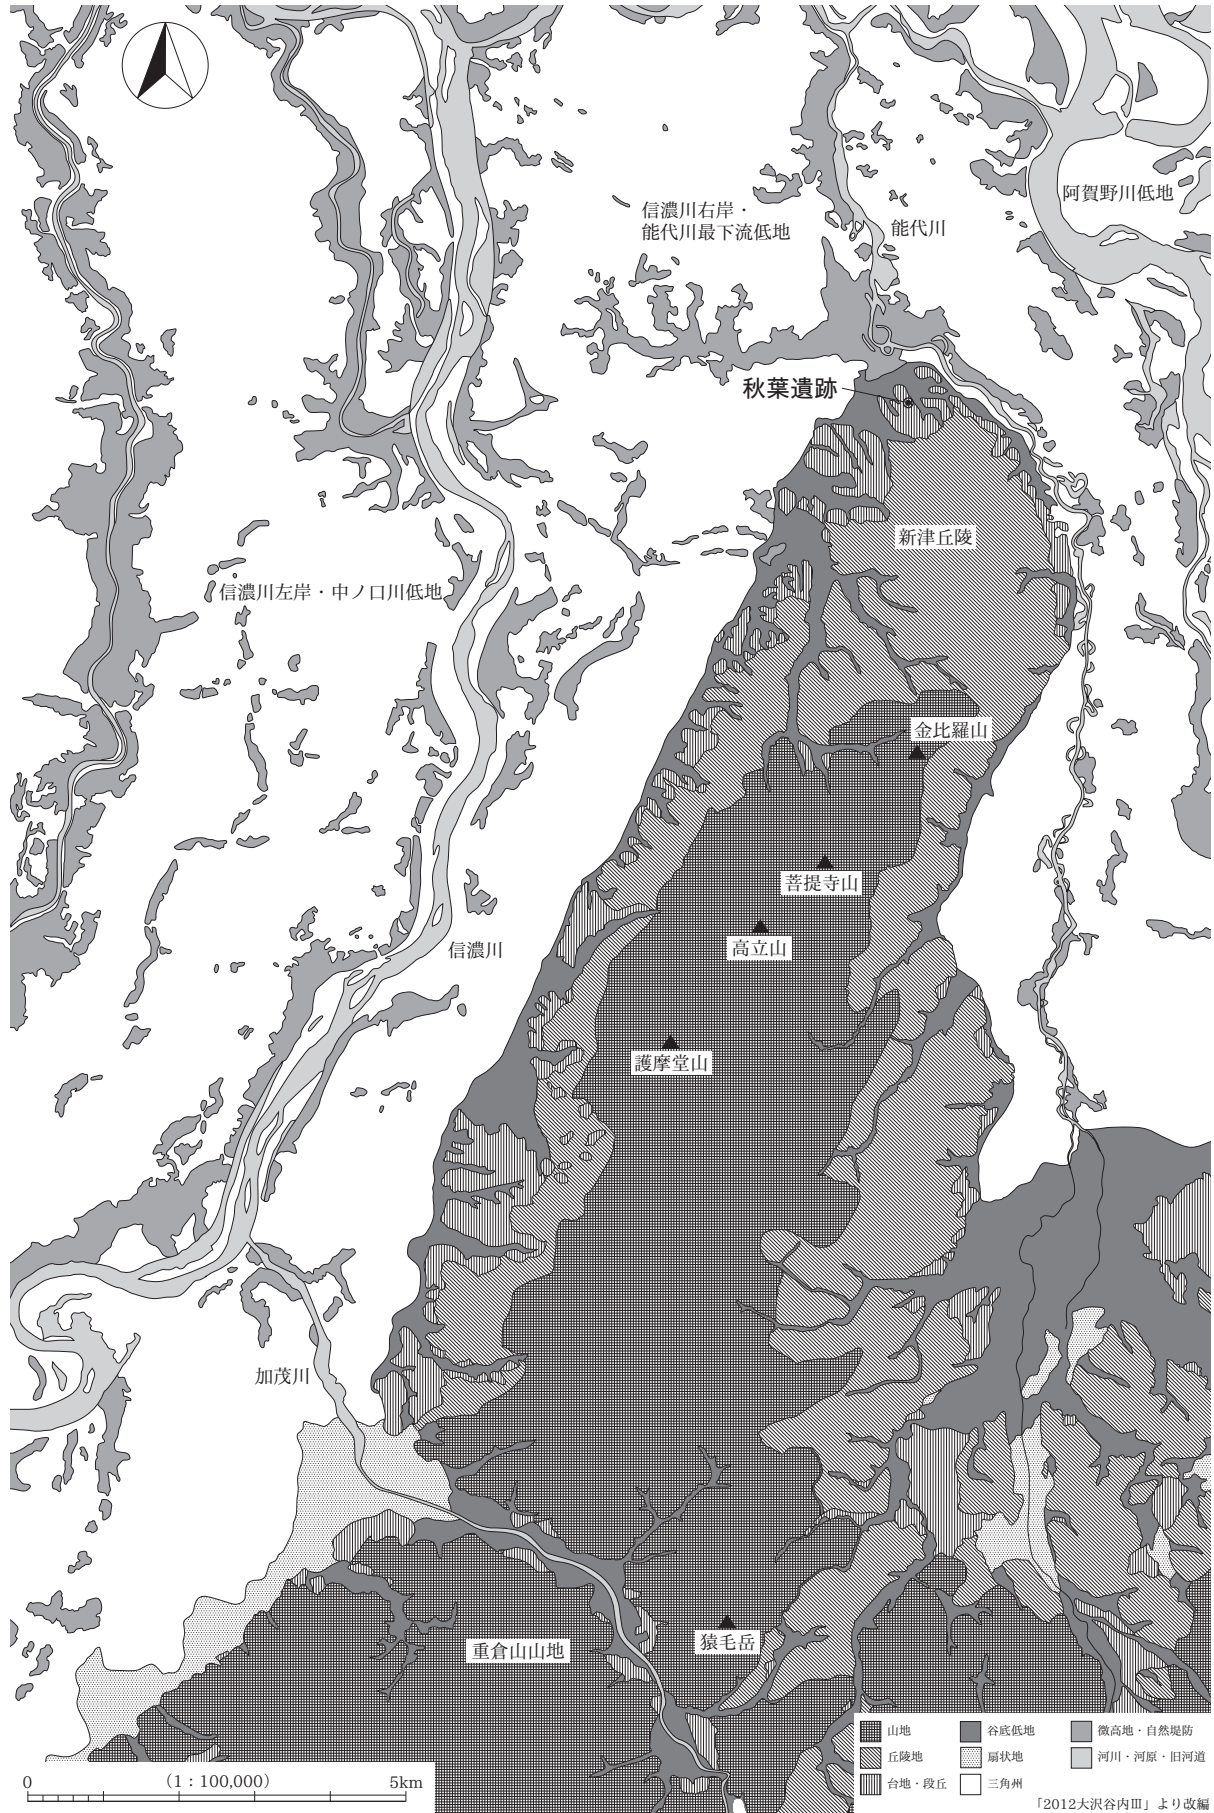 阿賀野川低地
信濃川右岸・
能代川最下流低地
能代川
秋葉遺跡
新津丘陵
信濃川左岸・中ノ口川低地
金比羅山
菩提寺山
高立山
信濃川
護摩堂山
加茂川
重倉山山地
猿毛岳
山地
谷底低地
微高地・自然堤防
丘陵地
扇状地
河川・河原・旧河道
台地・段丘
三角州
0 (1：100,000) 5km
「2012大沢谷内Ⅲ」より改編